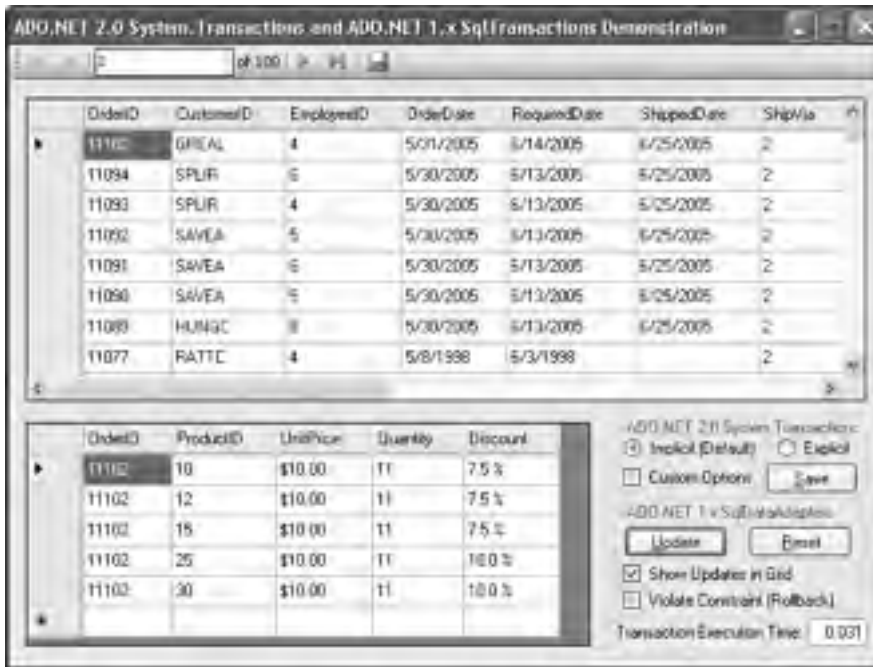 ADO.NET 2.0 System.Transactions and ADO.NET 1.x SqlTransactions Demonstration
of 100
OrderID CustomerID EmployeeID OrderDate RequiredDate ShippedDate ShipVia
11102 GREAL 4 5/31/2005 6/14/2005 6/25/2005 2
11094 SPLIR 6 5/30/2005 6/13/2005 6/25/2005 2
11093 SPLIR 4 5/30/2005 6/13/2005 6/25/2005 2
11092 SAVEA 5 5/30/2005 6/13/2005 6/25/2005 2
11091 SAVEA 6 5/30/2005 6/13/2005 6/25/2005 2
11090 SAVEA 5/30/2005 6/13/2005 6/25/2005 2
11089 HUNGC 8 5/30/2005 6/13/2005 6/25/2005 2
11077 RATTC 4 5/8/1998 6/3/1998 2
OrderID ProductID UnitPrice Quantity Discount
11102 10 $10.00 11 7.5 %
11102 12 $10.00 11 7.5 %
11102 15 $10.00 11 7.5 %
11102 25 $10.00 11 10.0 %
11102 30 $10.00 11 10.0 %
ADO.NET 2.0 System.Transactions
Implicit (Default) Explicit
Custom Options Save
ADO.NET 1.x SqlDataAdapters
Update Reset
Show Updates in Grid
Violate Constraint (Rollback)
Transaction Execution Time: 0.031